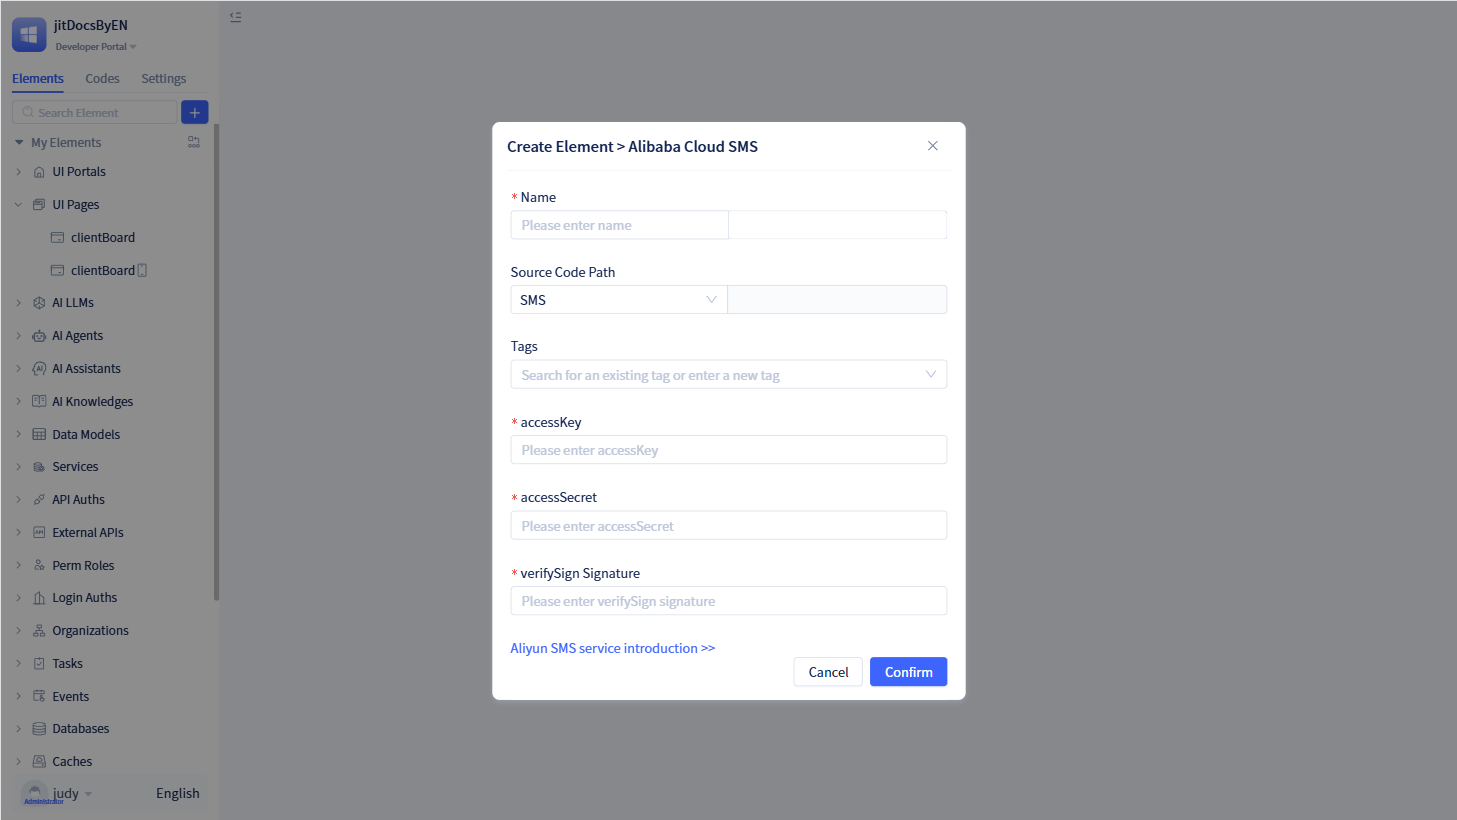 jitDocsByEN
Developer Portal
Elements Codes Settings
Search Element
My Elements
UI Portals
UI Pages
clientBoard
clientBoard
AI LLMs
AI Agents
AI Assistants
AI Knowledges
Data Models
Services
API Auths
External APIs
Perm Roles
Login Auths
Organizations
Tasks
Events
Databases
Caches
judy
Administrator
English
Create Element > Alibaba Cloud SMS
* Name
Please enter name
Source Code Path
SMS
Tags
Search for an existing tag or enter a new tag
* accessKey
Please enter accessKey
* accessSecret
Please enter accessSecret
* verifySign Signature
Please enter verifySign signature
Aliyun SMS service introduction >>
Cancel Confirm